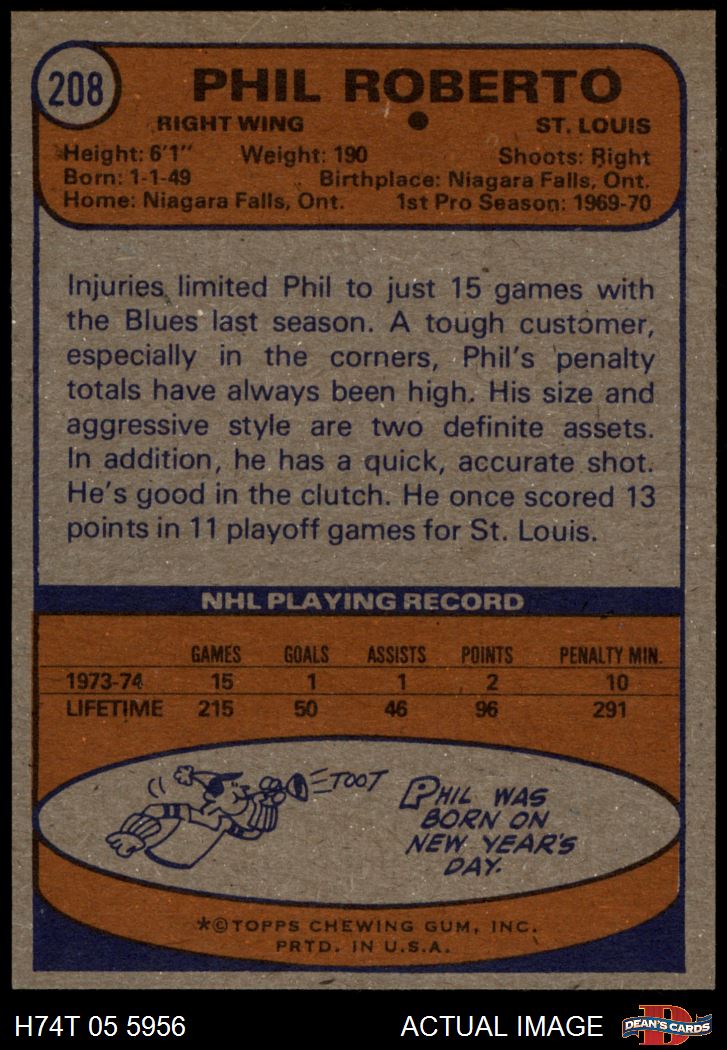 208
PHIL ROBERTO
RIGHT WING ● ST. LOUIS
Height: 6'1" Weight: 190 Shoots: Right
Born: 1-1-49 Birthplace: Niagara Falls, Ont.
Home: Niagara Falls, Ont. 1st Pro Season: 1969-70
Injuries limited Phil to just 15 games with
the Blues last season. A tough customer,
especially in the corners, Phil's penalty
totals have always been high. His size and
aggressive style are two definite assets.
In addition, he has a quick, accurate shot.
He's good in the clutch. He once scored 13
points in 11 playoff games for St. Louis.
NHL PLAYING RECORD
GAMES GOALS ASSISTS POINTS PENALTY MIN.
1973-74 15 1 1 2 10
LIFETIME 215 50 46 96 291
TOOT
PHIL WAS
BORN ON
NEW YEAR'S
DAY.
*©TOPPS CHEWING GUM, INC.
PRTD. IN U.S.A.
H74T 05 5956 ACTUAL IMAGE D DEAN'S CARDS